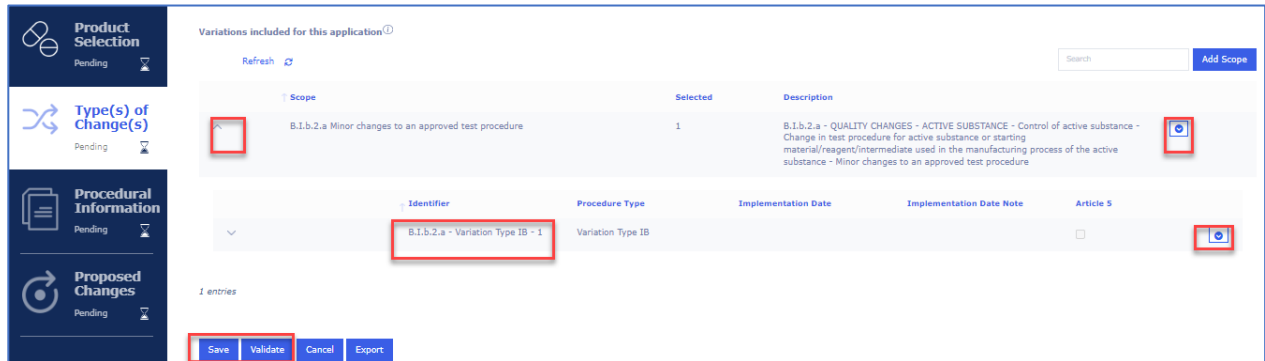 Product
Selection
Pending
Type(s) of
Change(s)
Pending
Procedural
Information
Pending
Proposed
Changes
Pending
Variations included for this application
Refresh
Search
Add Scope
Scope Selected Description
B.I.b.2.a Minor changes to an approved test procedure 1 B.I.b.2.a - QUALITY CHANGES - ACTIVE SUBSTANCE - Control of active substance -
Change in test procedure for active substance or starting
material/reagent/intermediate used in the manufacturing process of the active
substance - Minor changes to an approved test procedure
Identifier Procedure Type Implementation Date Implementation Date Note Article 5
B.I.b.2.a - Variation Type IB - 1 Variation Type IB
1 entries
Save Validate Cancel Export